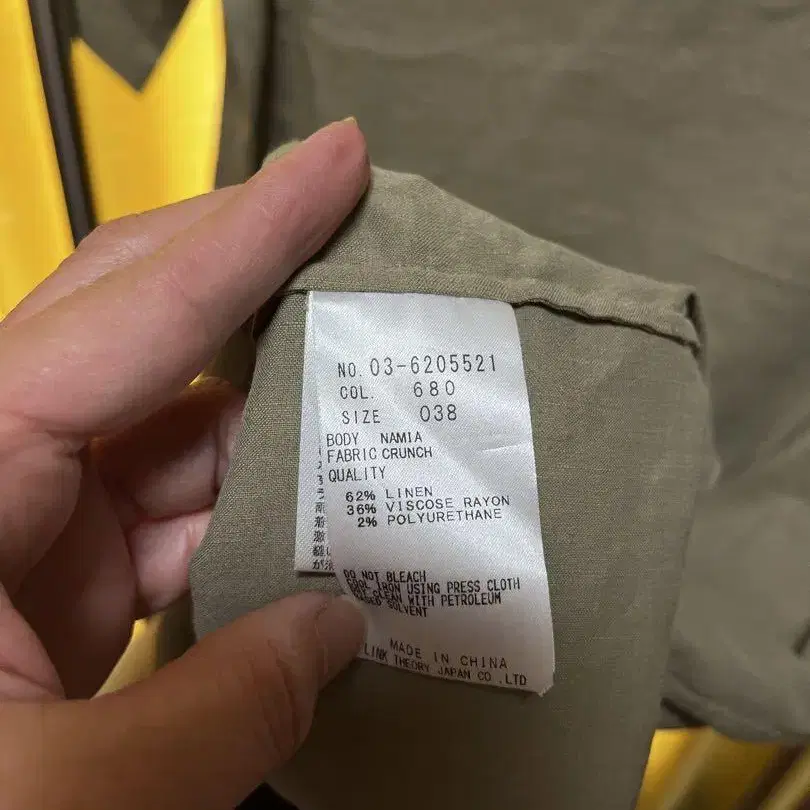 NO. 03-6205521
COL. 680
SIZE 038
BODY NAMIA
FABRIC CRUNCH
QUALITY
62% LINEN
36% VISCOSE RAYON
2% POLYURETHANE
DO NOT BLEACH
COOL IRON USING PRESS CLOTH
CLEAN WITH PETROLEUM
SOLVENT
MADE IN CHINA
LINK THEORY JAPAN CO.,LTD